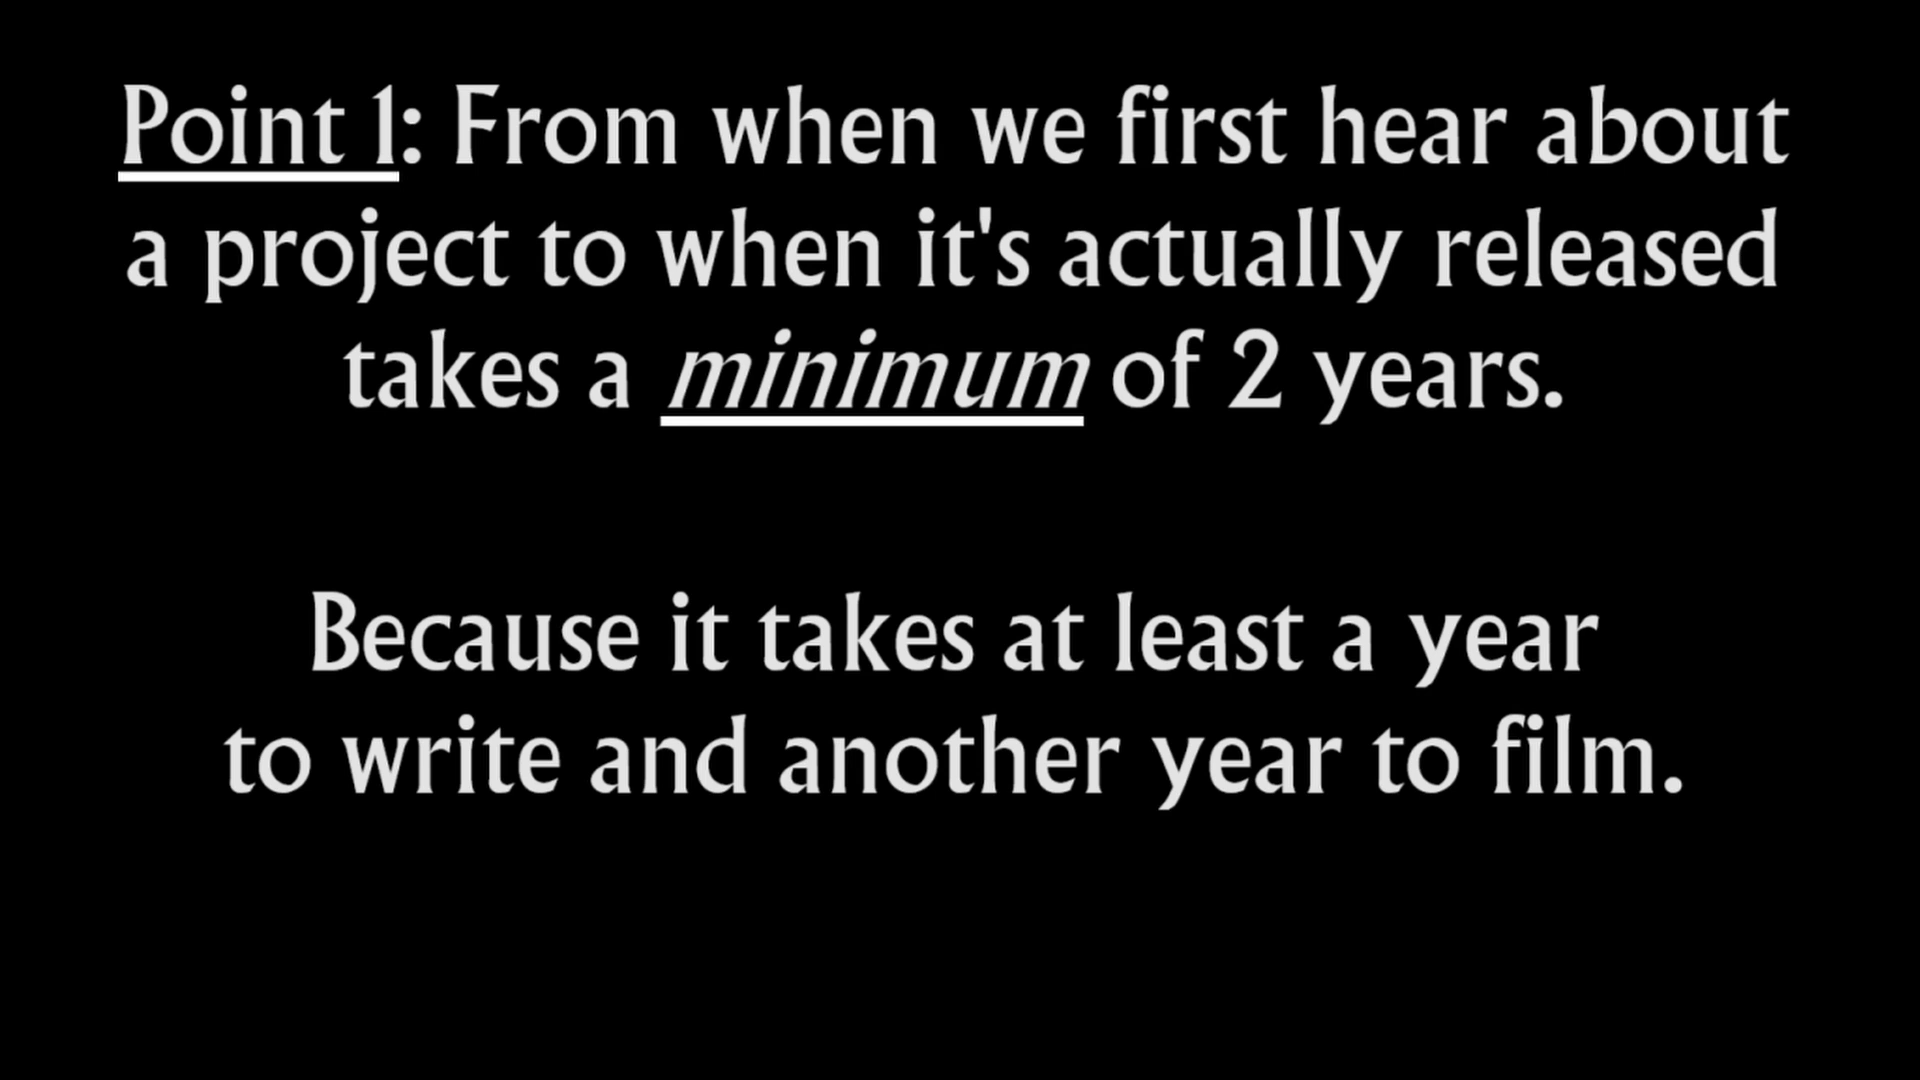 Point 1: From when we first hear about
a project to when it's actually released
takes a minimum of 2 years.
Because it takes at least a year
to write and another year to film.